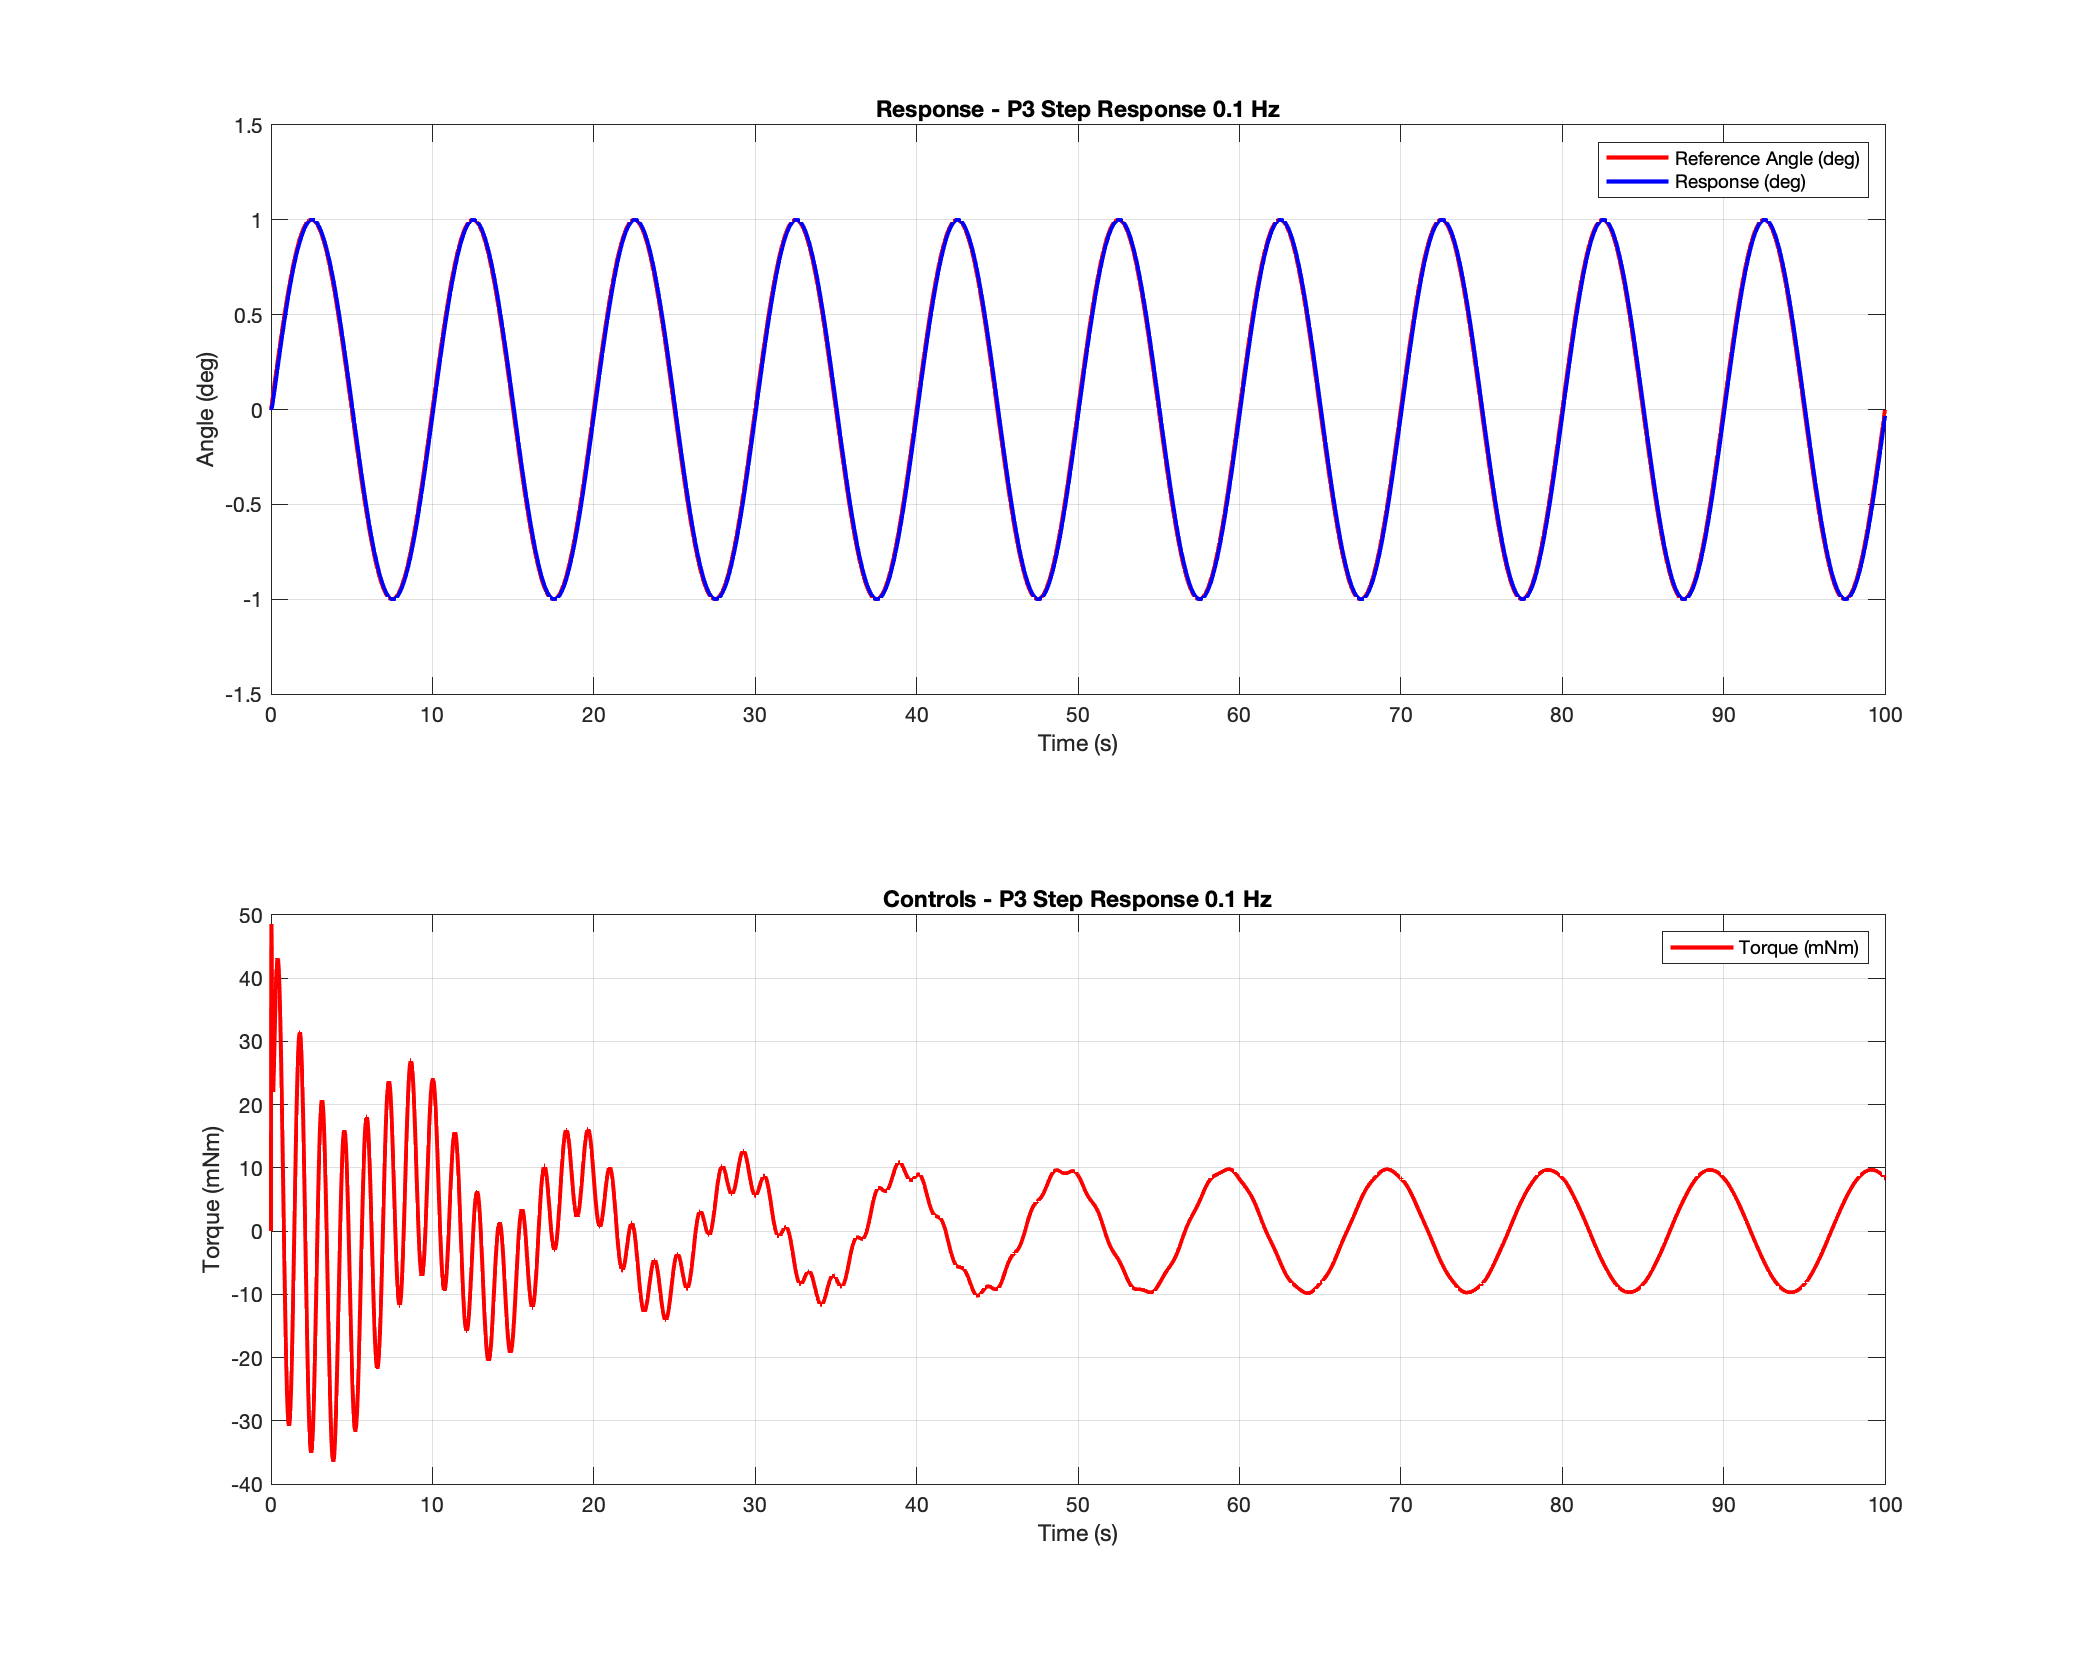 Response - P3 Step Response 0.1 Hz
1.5
1
0.5
0
-0.5
-1
-1.5
Angle (deg)
Reference Angle (deg)
Response (deg)
0 10 20 30 40 50 60 70 80 90 100
Time (s)
Controls - P3 Step Response 0.1 Hz
50
40
30
20
10
0
-10
-20
-30
-40
Torque (mNm)
Torque (mNm)
0 10 20 30 40 50 60 70 80 90 100
Time (s)